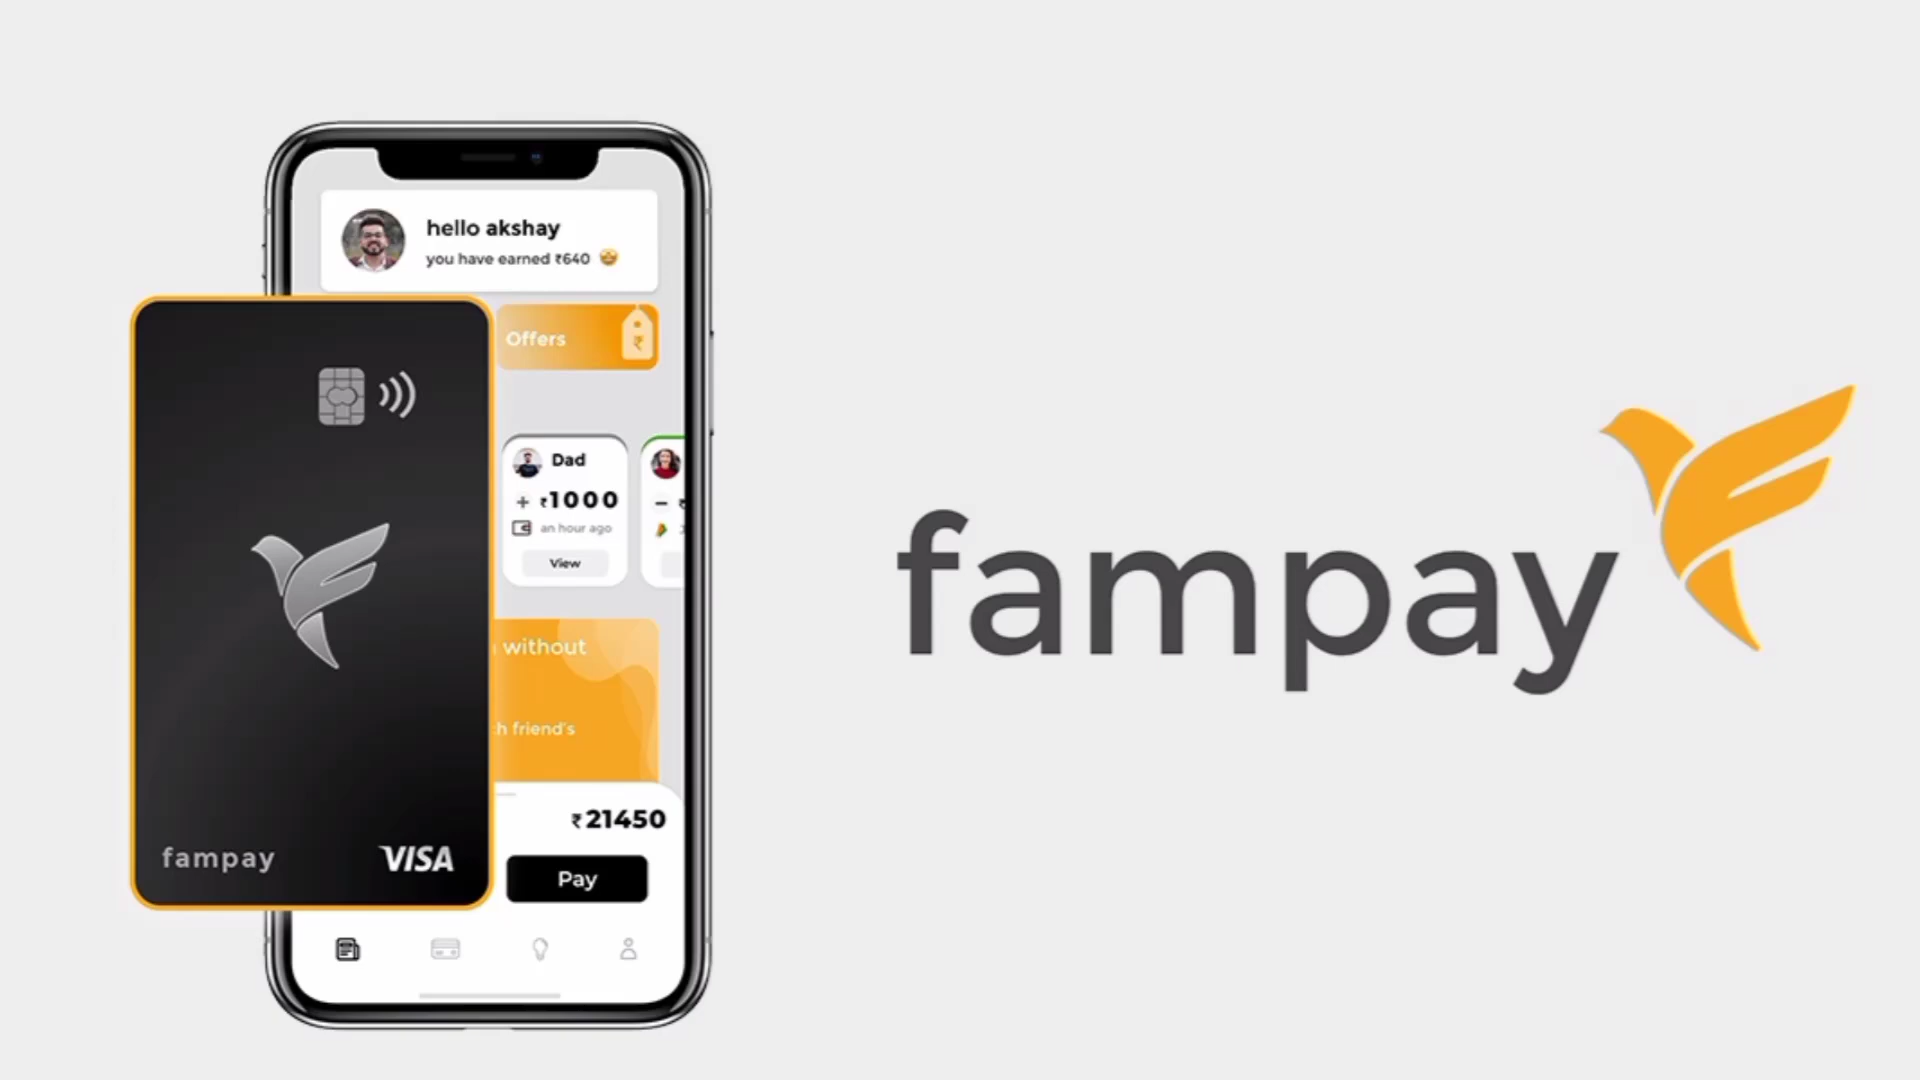 hello akshay
you have earned ₹640
Offers
Dad
+ ₹1000
an hour ago
View
without
friend's
₹21450
Pay
fampay
VISA
fampay